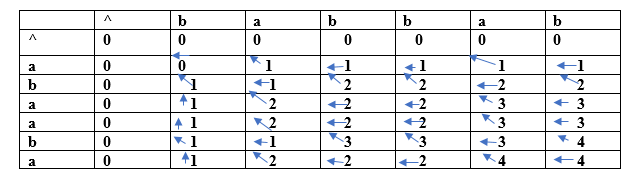 ^ b a b b a b
^ 0 0 0 0 0 0 0
a 0 0 1 1 1 1 1
b 0 1 1 2 2 2 2
a 0 1 2 2 2 3 3
a 0 1 2 2 2 3 3
b 0 1 1 3 3 3 4
a 0 1 2 2 2 4 4